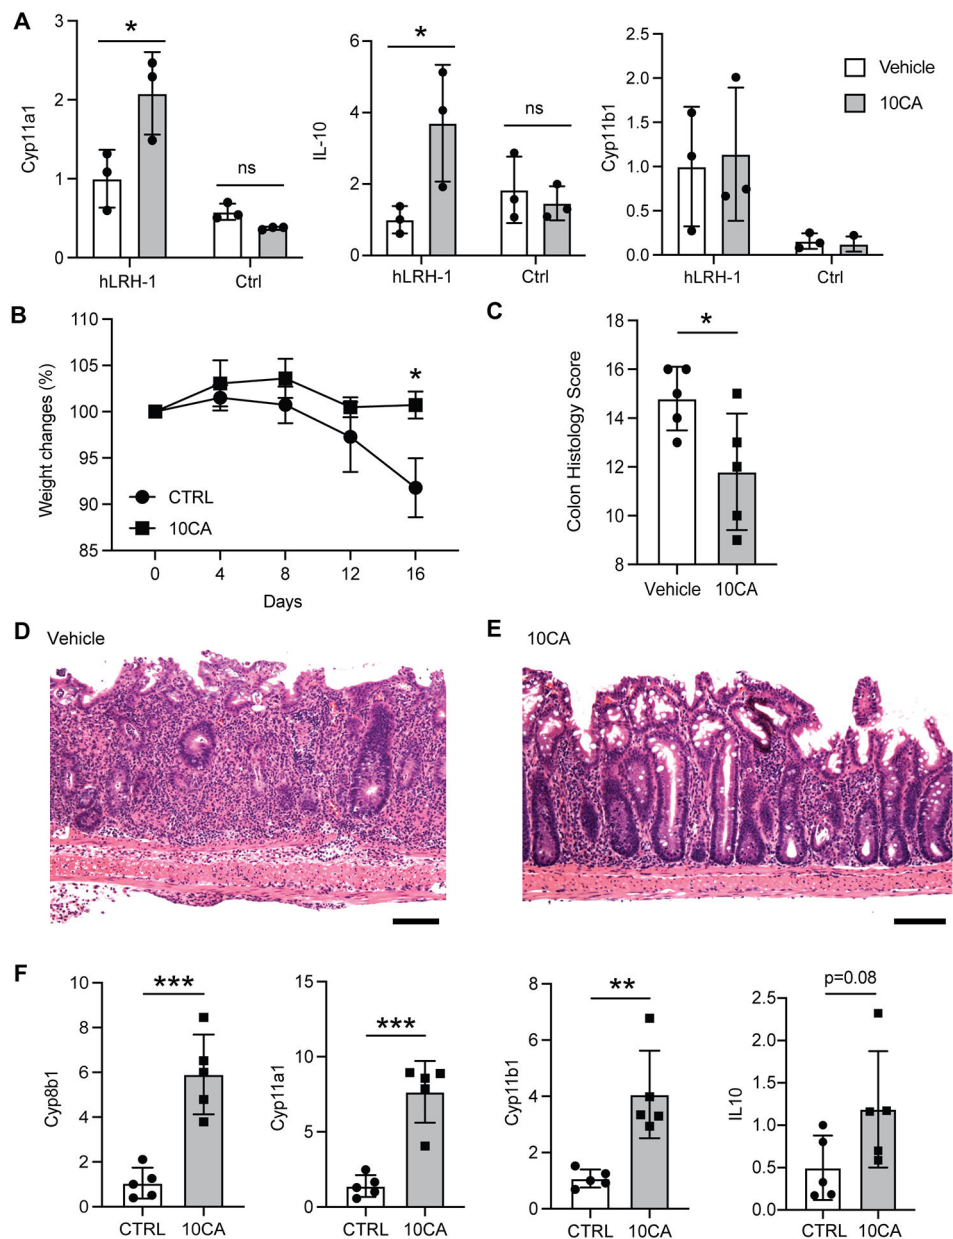 A
Cyp11a1
3
2
1
0
*
ns
hLRH-1
Ctrl
IL-10
6
4
2
0
*
ns
hLRH-1
Ctrl
Cyp11b1
2.5
2.0
1.5
1.0
0.5
0.0
hLRH-1
Ctrl
Vehicle
10CA
B
Weight changes (%)
110
105
100
95
90
85
*
CTRL
10CA
0 4 8 12 16
Days
C
Colon Histology Score
18
16
14
12
10
8
*
Vehicle 10CA
D Vehicle
E 10CA
F
Cyp8b1
10
8
6
4
2
0
***
CTRL 10CA
Cyp11a1
15
10
5
0
***
CTRL 10CA
Cyp11b1
8
6
4
2
0
**
CTRL 10CA
IL10
p=0.08
2.5
2.0
1.5
1.0
0.5
0.0
CTRL 10CA